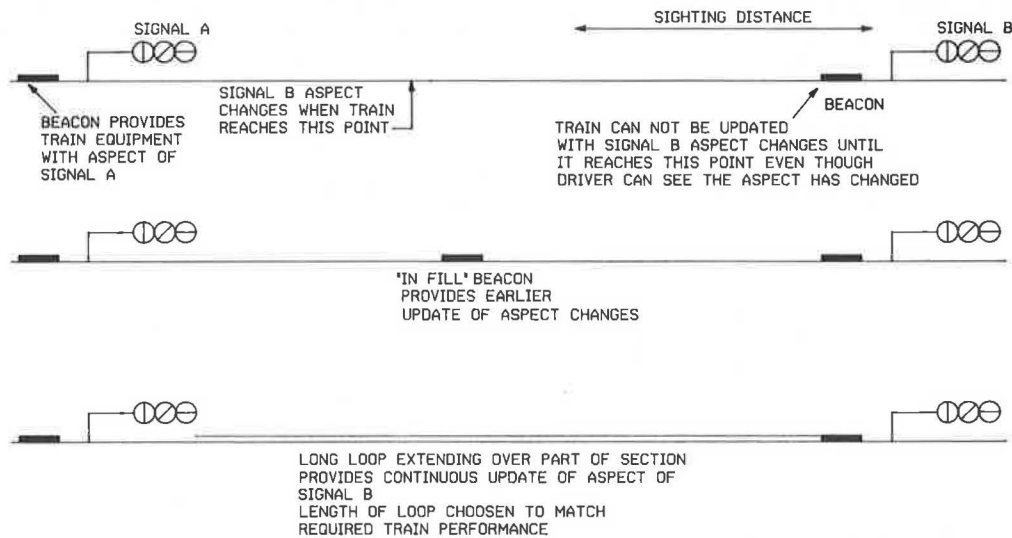 SIGNAL A
SIGHTING DISTANCE
SIGNAL B
BEACON PROVIDES
TRAIN EQUIPMENT
WITH ASPECT OF
SIGNAL A
SIGNAL B ASPECT
CHANGES WHEN TRAIN
REACHES THIS POINT
BEACON
TRAIN CAN NOT BE UPDATED
WITH SIGNAL B ASPECT CHANGES UNTIL
IT REACHES THIS POINT EVEN THOUGH
DRIVER CAN SEE THE ASPECT HAS CHANGED
'IN FILL' BEACON
PROVIDES EARLIER
UPDATE OF ASPECT CHANGES
LONG LOOP EXTENDING OVER PART OF SECTION
PROVIDES CONTINUOUS UPDATE OF ASPECT OF
SIGNAL B
LENGTH OF LOOP CHOOSEN TO MATCH
REQUIRED TRAIN PERFORMANCE